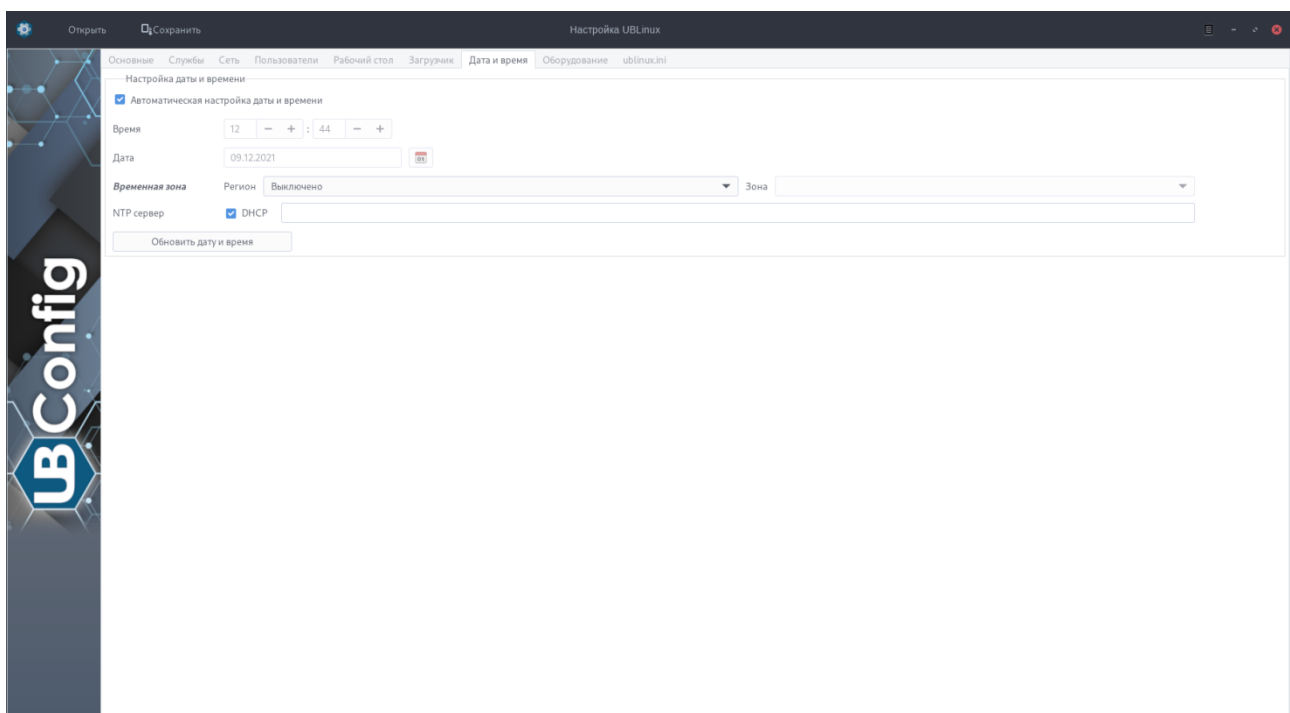 Открыть Сохранить Настройка UBLinux
Основные Службы Сеть Пользователи Рабочий стол Загрузчик Дата и время Оборудование ublinux.ini
Настройка даты и времени
Автоматическая настройка даты и времени
Время 12 − + : 44 − +
Дата 09.12.2021 01
Временная зона Регион Выключено Зона
NTP сервер DHCP
Обновить дату и время
UBConfig